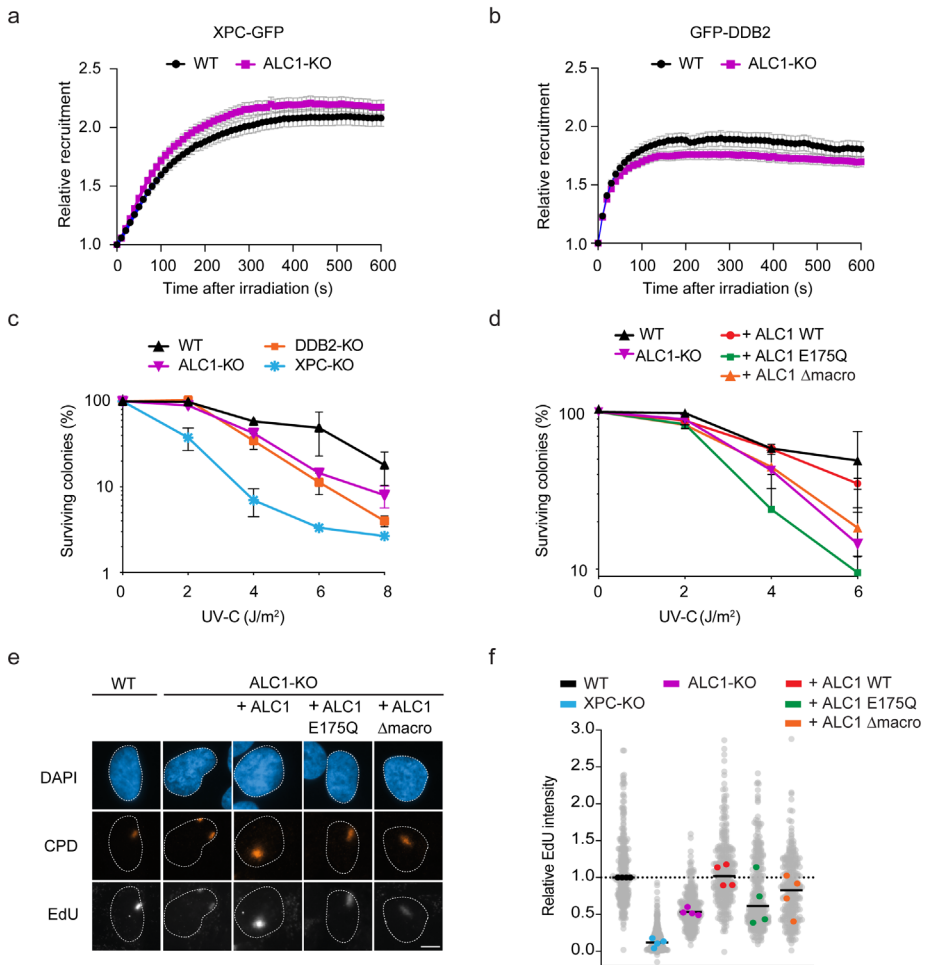 a
XPC-GFP
WT ALC1-KO
2.5
2.0
1.5
1.0
Relative recruitment
0 100 200 300 400 500 600
Time after irradiation (s)
b
GFP-DDB2
WT ALC1-KO
2.5
2.0
1.5
1.0
Relative recruitment
0 100 200 300 400 500 600
Time after irradiation (s)
c
WT DDB2-KO
ALC1-KO XPC-KO
100
10
1
Surviving colonies (%)
0 2 4 6 8
UV-C (J/m²)
d
WT + ALC1 WT
ALC1-KO + ALC1 E175Q
+ ALC1 Δmacro
100
10
Surviving colonies (%)
0 2 4 6
UV-C (J/m²)
e
WT ALC1-KO
+ ALC1 + ALC1 + ALC1
E175Q Δmacro
DAPI
CPD
EdU
f
WT ALC1-KO + ALC1 WT
XPC-KO + ALC1 E175Q
+ ALC1 Δmacro
3.0
2.5
2.0
1.5
1.0
0.5
0.0
Relative EdU intensity